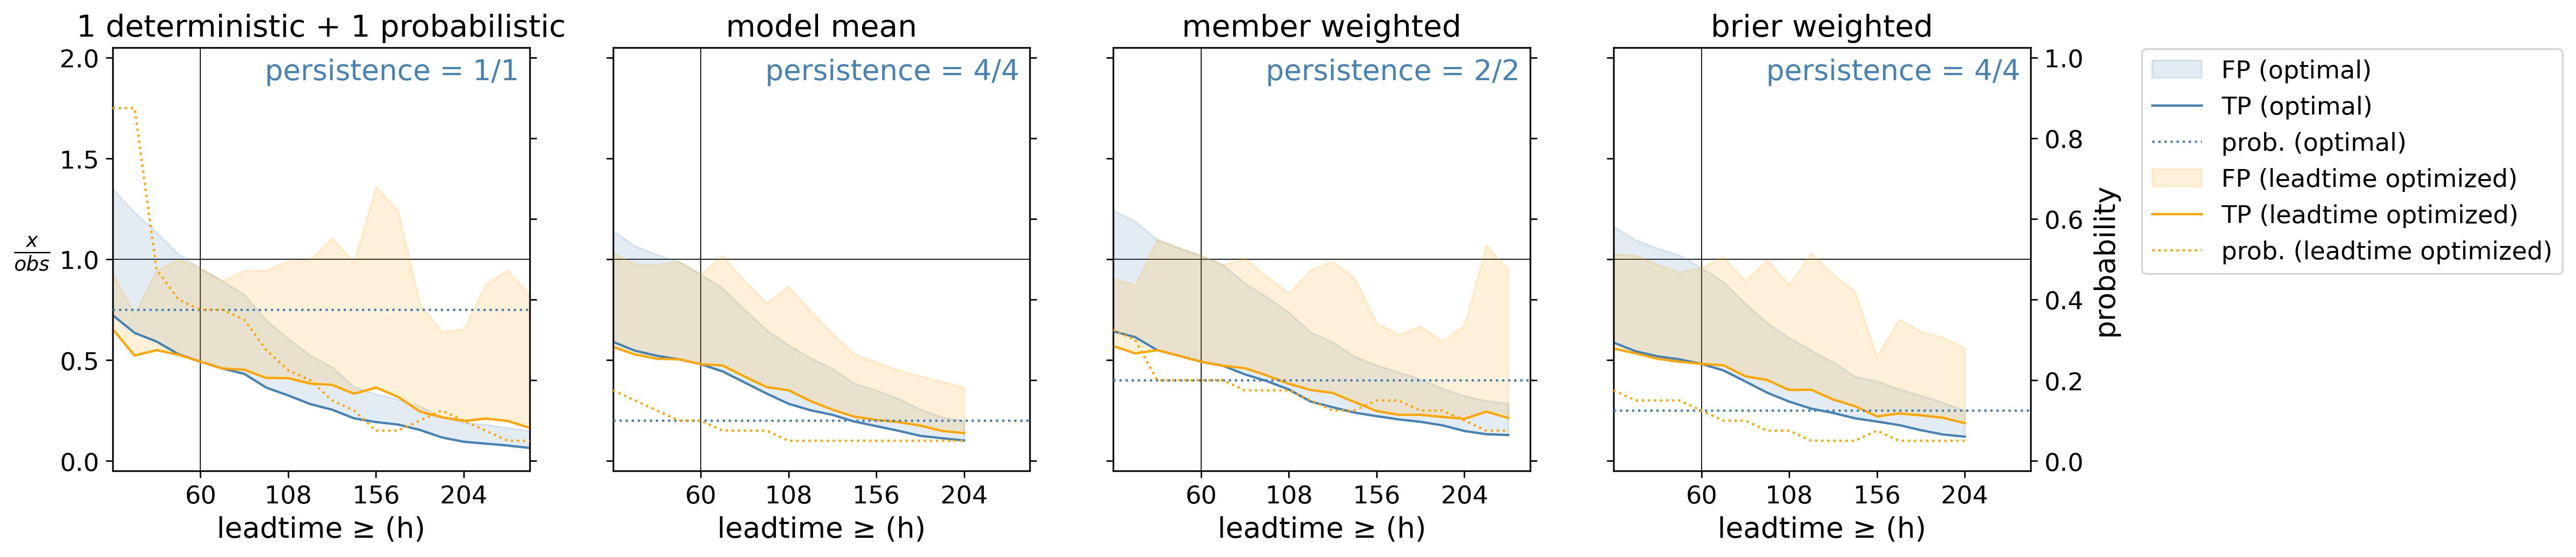 1 deterministic + 1 probabilistic
model mean
member weighted
brier weighted
persistence = 1/1
persistence = 4/4
persistence = 2/2
persistence = 4/4
2.0
1.5
1.0
0.5
0.0
x
obs
1.0
0.8
0.6
0.4
0.2
0.0
probability
60 108 156 204
60 108 156 204
60 108 156 204
60 108 156 204
leadtime ≥ (h)
leadtime ≥ (h)
leadtime ≥ (h)
leadtime ≥ (h)
FP (optimal)
TP (optimal)
prob. (optimal)
FP (leadtime optimized)
TP (leadtime optimized)
prob. (leadtime optimized)